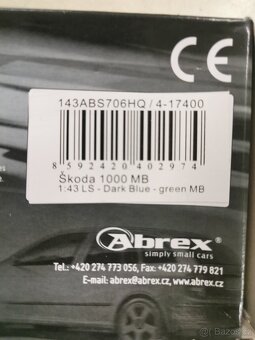 CE
143ABS706HQ / 4-17400
8 592420 402974
Škoda 1000 MB
1:43 LS - Dark Blue - green MB
Abrex®
simply small cars
Tel.: +420 274 773 056, Fax: +420 274 779 821
E-mail: abrex@abrex.cz, www.abrex.cz